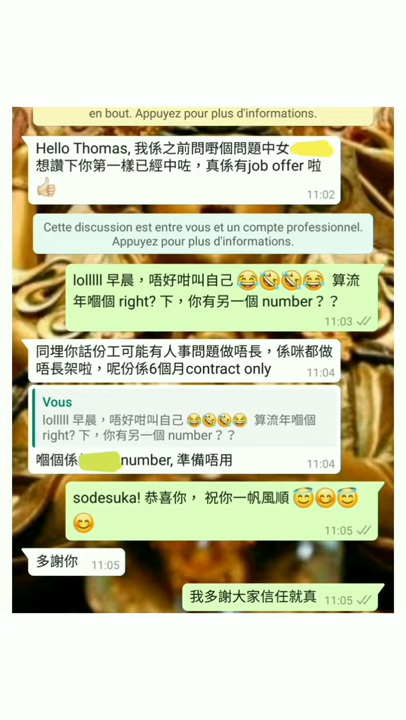 en bout. Appuyez pour plus d'informations.
Hello Thomas, 我係之前問嘢個問題中女
想讚下你第一樣已經中咗，真係有job offer 啦
👍🏻
11:02
Cette discussion est entre vous et un compte professionnel.
Appuyez pour plus d'informations.
lolllll 早晨，唔好咁叫自己 😂🤣🤣😂 算流
年嗰個 right? 下，你有另一個 number？？
11:03
同埋你話份工可能有人事問題做唔長，係咪都做
唔長架啦，呢份係6個月contract only
11:04
Vous
lolllll 早晨，唔好咁叫自己 😂🤣🤣😂 算流年嗰個
right? 下，你有另一個 number？？
嗰個係 number, 準備唔用
11:04
sodesuka! 恭喜你， 祝你一帆風順 😇😊😇
😊
11:05
多謝你 11:05
我多謝大家信任就真 11:05